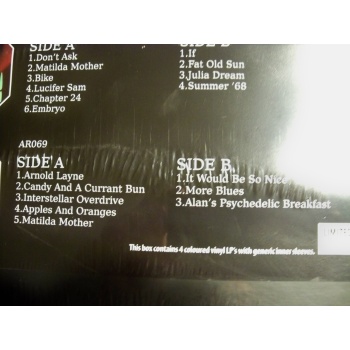 SIDE A
1.Don't Ask
2.Matilda Mother
3.Bike
4.Lucifer Sam
5.Chapter 24
6.Embryo
SIDE B
1.If
2.Fat Old Sun
3.Julia Dream
4.Summer '68
AR069
SIDE A
1.Arnold Layne
2.Candy And A Currant Bun
3.Interstellar Overdrive
4.Apples And Oranges
5.Matilda Mother
SIDE B
1.It Would Be So Nice
2.More Blues
3.Alan's Psychedelic Breakfast
This box contains 4 coloured vinyl LP's with generic inner sleeves.